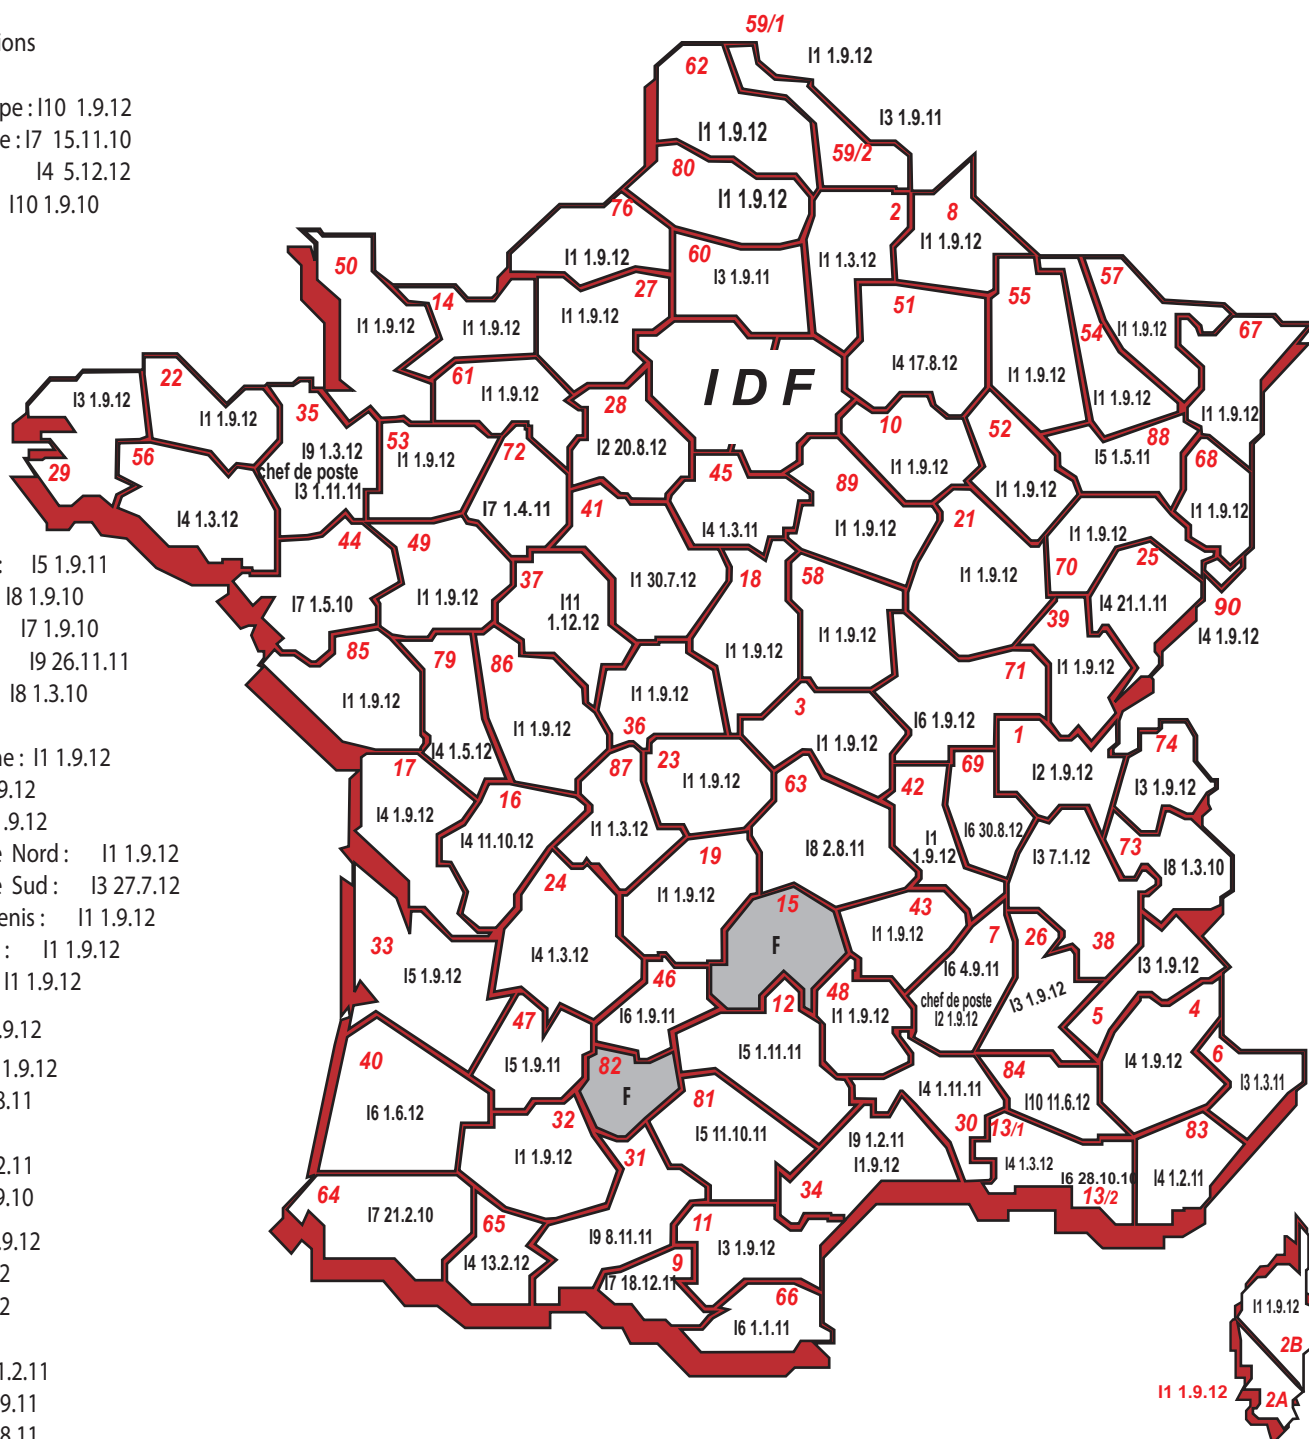 ions
pe : I10 1.9.12
e : I7 15.11.10
I4 5.12.12
I10 1.9.10
: I5 1.9.11
I8 1.9.10
I7 1.9.10
I9 26.11.11
I8 1.3.10
ne : I1 1.9.12
9.12
.9.12
e Nord : I1 1.9.12
e Sud : I3 27.7.12
enis : I1 1.9.12
: I1 1.9.12
I1 1.9.12
.9.12
1.9.12
8.11
2.11
9.10
.9.12
2
2
1.2.11
9.11
8.11
59/1
I1 1.9.12
62
I1 1.9.12
I3 1.9.11
59/2
80
I1 1.9.12
76
I1 1.9.12
60
I3 1.9.11
2
I1 1.3.12
8
I1 1.9.12
50
I1 1.9.12
14
I1 1.9.12
27
I1 1.9.12
51
I4 17.8.12
55
I1 1.9.12
57
I1 1.9.12
54
I1 1.9.12
67
I1 1.9.12
IDF
61
I1 1.9.12
28
I2 20.8.12
22
I1 1.9.12
I3 1.9.12
29
56
I4 1.3.12
35
I9 1.3.12
chef de poste
I3 1.11.11
53
I1 1.9.12
72
I7 1.4.11
45
I4 1.3.11
10
I1 1.9.12
52
I1 1.9.12
88
I5 1.5.11
68
I1 1.9.12
89
I1 1.9.12
21
I1 1.9.12
41
I1 30.7.12
44
I7 1.5.10
49
I1 1.9.12
37
I11
1.12.12
18
I1 1.9.12
58
I1 1.9.12
I1 1.9.12
70
25
I4 21.1.11
90
I4 1.9.12
39
I1 1.9.12
85
I1 1.9.12
79
I4 1.5.12
86
I1 1.9.12
I1 1.9.12
36
3
I1 1.9.12
71
I6 1.9.12
1
I2 1.9.12
74
I3 1.9.12
17
I4 1.9.12
16
I4 11.10.12
87
I1 1.3.12
23
I1 1.9.12
63
I8 2.8.11
42
I1
1.9.12
69
I6 30.8.12
I3 7.1.12
38
73
I8 1.3.10
24
I4 1.3.12
19
I1 1.9.12
15
F
43
I1 1.9.12
7
I6 4.9.11
chef de poste
I2 1.9.12
26
I3 1.9.12
I3 1.9.12
5
4
I4 1.9.12
6
I3 1.3.11
33
I5 1.9.12
46
I6 1.9.11
12
I5 1.11.11
48
I1 1.9.12
47
I5 1.9.11
82
F
40
I6 1.6.12
32
I1 1.9.12
81
I5 11.10.11
I4 1.11.11
30
84
I10 11.6.12
13/1
I4 1.3.12
I6 28.10.10
13/2
83
I4 1.2.11
31
I9 8.11.11
I9 1.2.11
I1.9.12
34
64
I7 21.2.10
65
I4 13.2.12
9
I7 18.12.11
11
I3 1.9.12
66
I6 1.1.11
I1 1.9.12
2B
I1 1.9.12
2A